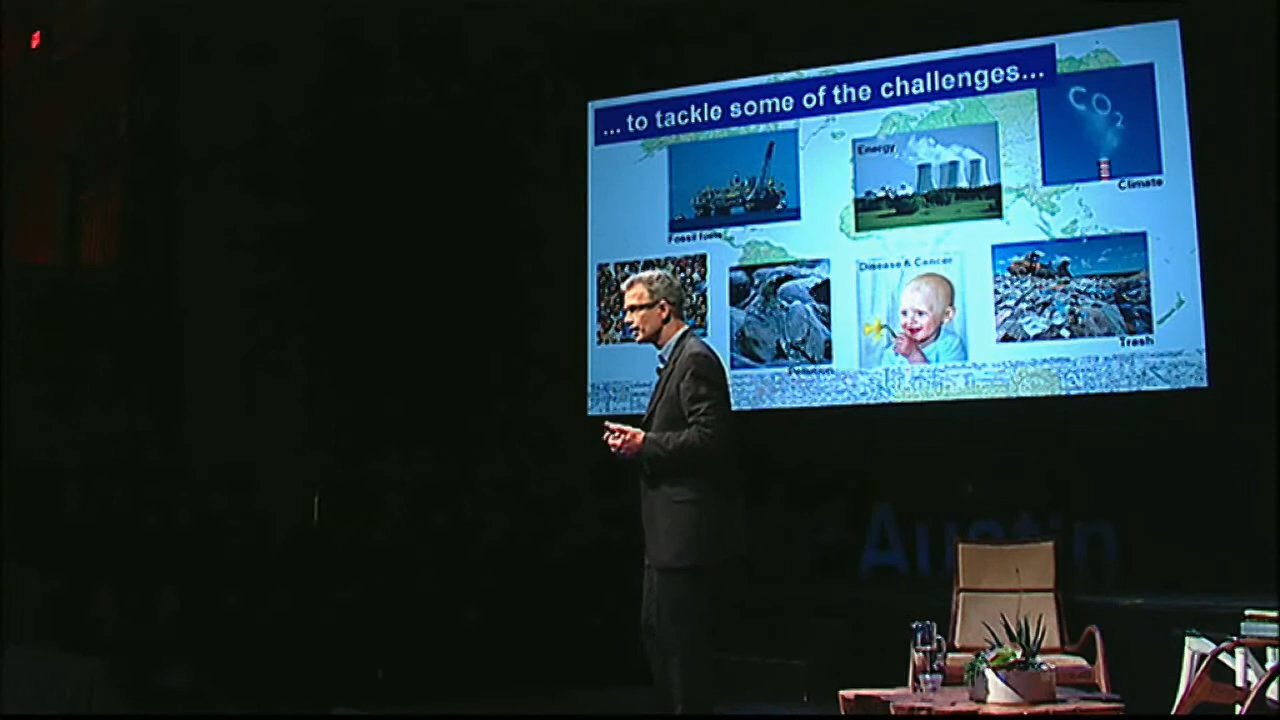 ... to tackle some of the challenges...
CO2
Climate
Energy
Fossil fuels
Disease & Cancer
Trash
Pollution
Austin